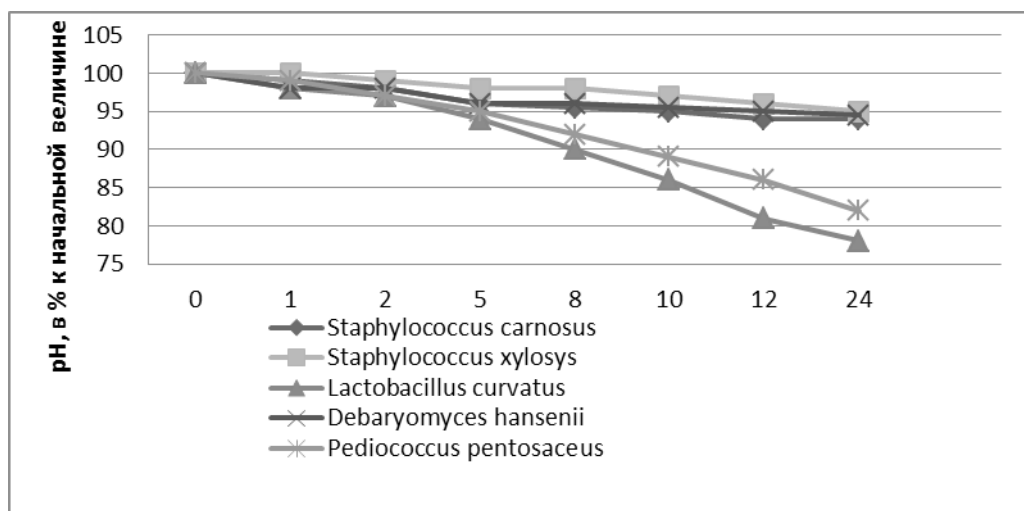 pH, в % к начальной величине
105
100
95
90
85
80
75
0 1 2 5 8 10 12 24
Staphylococcus carnosus
Staphylococcus xylosys
Lactobacillus curvatus
Debaryomyces hansenii
Pediococcus pentosaceus